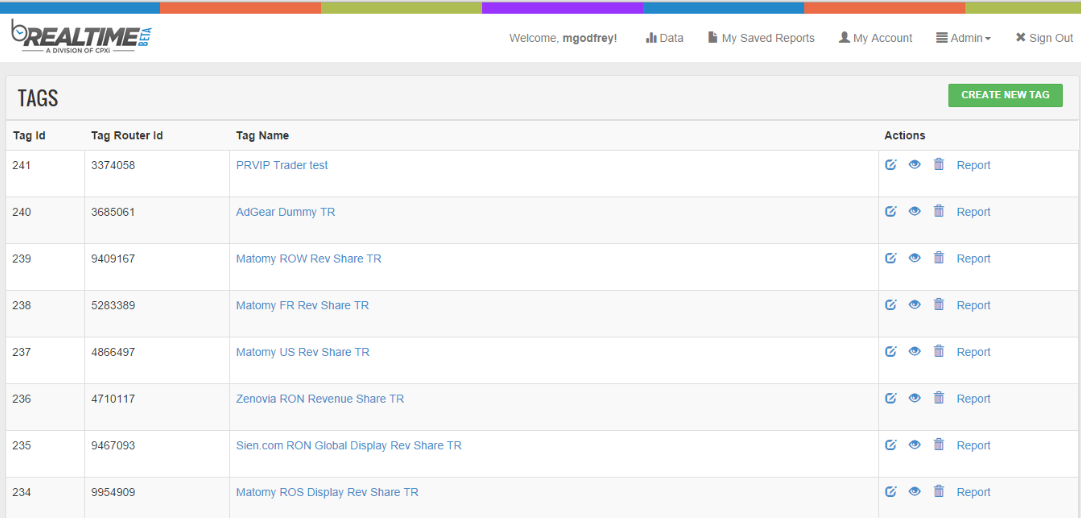 bREALTIME BETA
A DIVISION OF CPXi
Welcome, mgodfrey! Data My Saved Reports My Account Admin Sign Out
TAGS CREATE NEW TAG
Tag Id Tag Router Id Tag Name Actions
241 3374058 PRVIP Trader test Report
240 3685061 AdGear Dummy TR Report
239 9409167 Matomy ROW Rev Share TR Report
238 5283389 Matomy FR Rev Share TR Report
237 4866497 Matomy US Rev Share TR Report
236 4710117 Zenovia RON Revenue Share TR Report
235 9467093 Sien.com RON Global Display Rev Share TR Report
234 9954909 Matomy ROS Display Rev Share TR Report